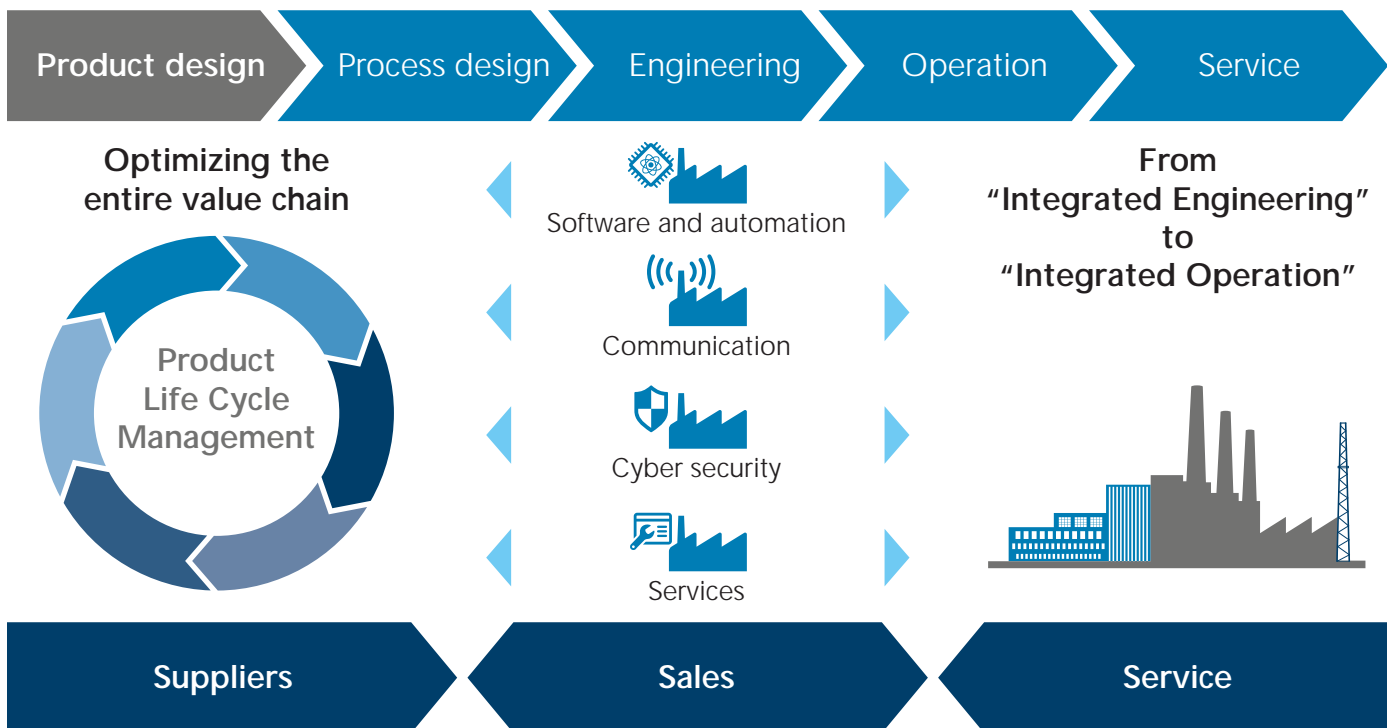 Product design
Process design
Engineering
Operation
Service
Optimizing the
entire value chain
Product
Life Cycle
Management
Software and automation
Communication
Cyber security
Services
From
“Integrated Engineering”
to
“Integrated Operation”
Suppliers
Sales
Service